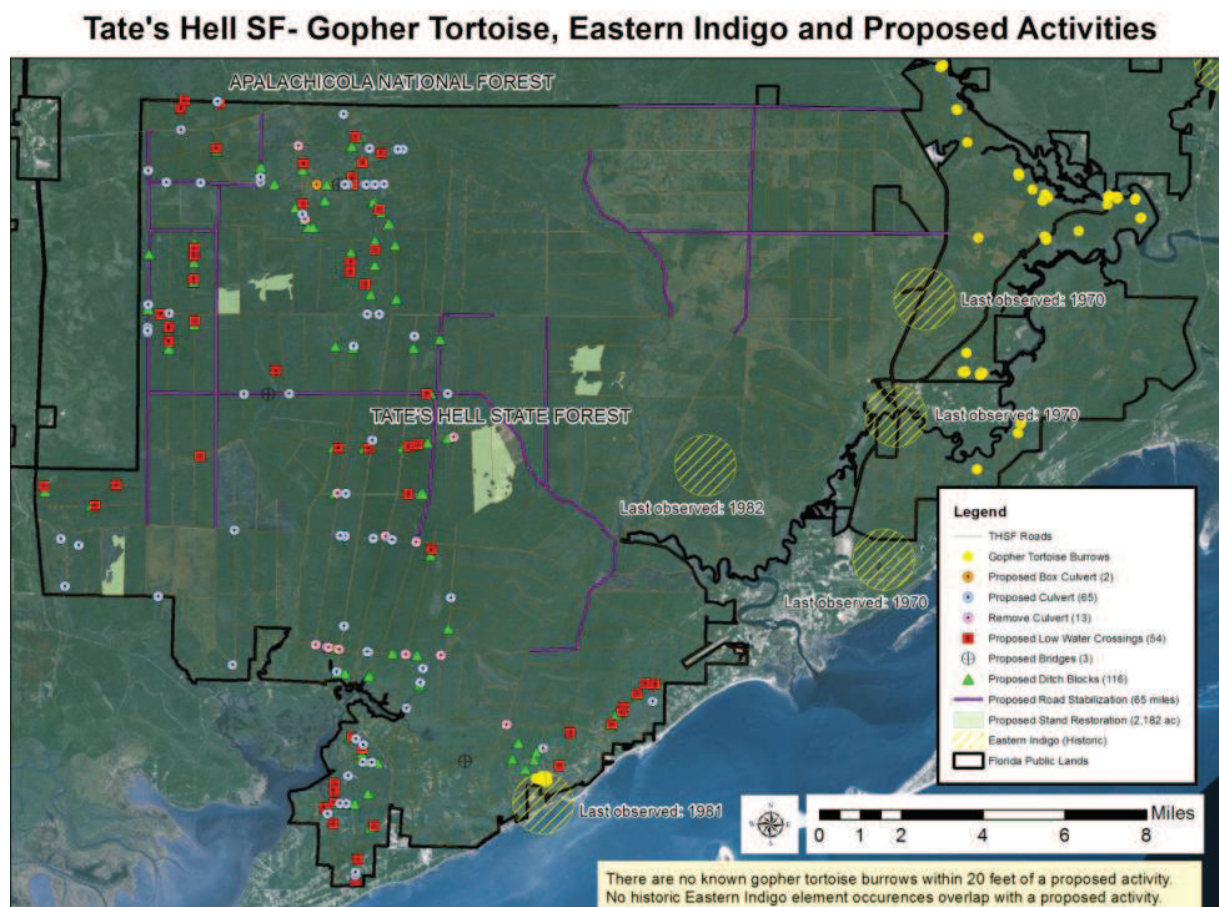 Tate's Hell SF- Gopher Tortoise, Eastern Indigo and Proposed Activities
APALACHICOLA NATIONAL FOREST
Last observed: 1970
TATE'S HELL STATE FOREST
Last observed: 1970
Last observed: 1982
Last observed: 1970
Last observed: 1981
Legend
THSF Roads
Gopher Tortoise Burrows
Proposed Box Culvert (2)
Proposed Culvert (65)
Remove Culvert (13)
Proposed Low Water Crossings (54)
Proposed Bridges (3)
Proposed Ditch Blocks (116)
Proposed Road Stabilization (65 miles)
Proposed Stand Restoration (2,182 ac)
Eastern Indigo (Historic)
Florida Public Lands
N
W E
S
Miles
0 1 2 4 6 8
There are no known gopher tortoise burrows within 20 feet of a proposed activity.
No historic Eastern Indigo element occurences overlap with a proposed activity.